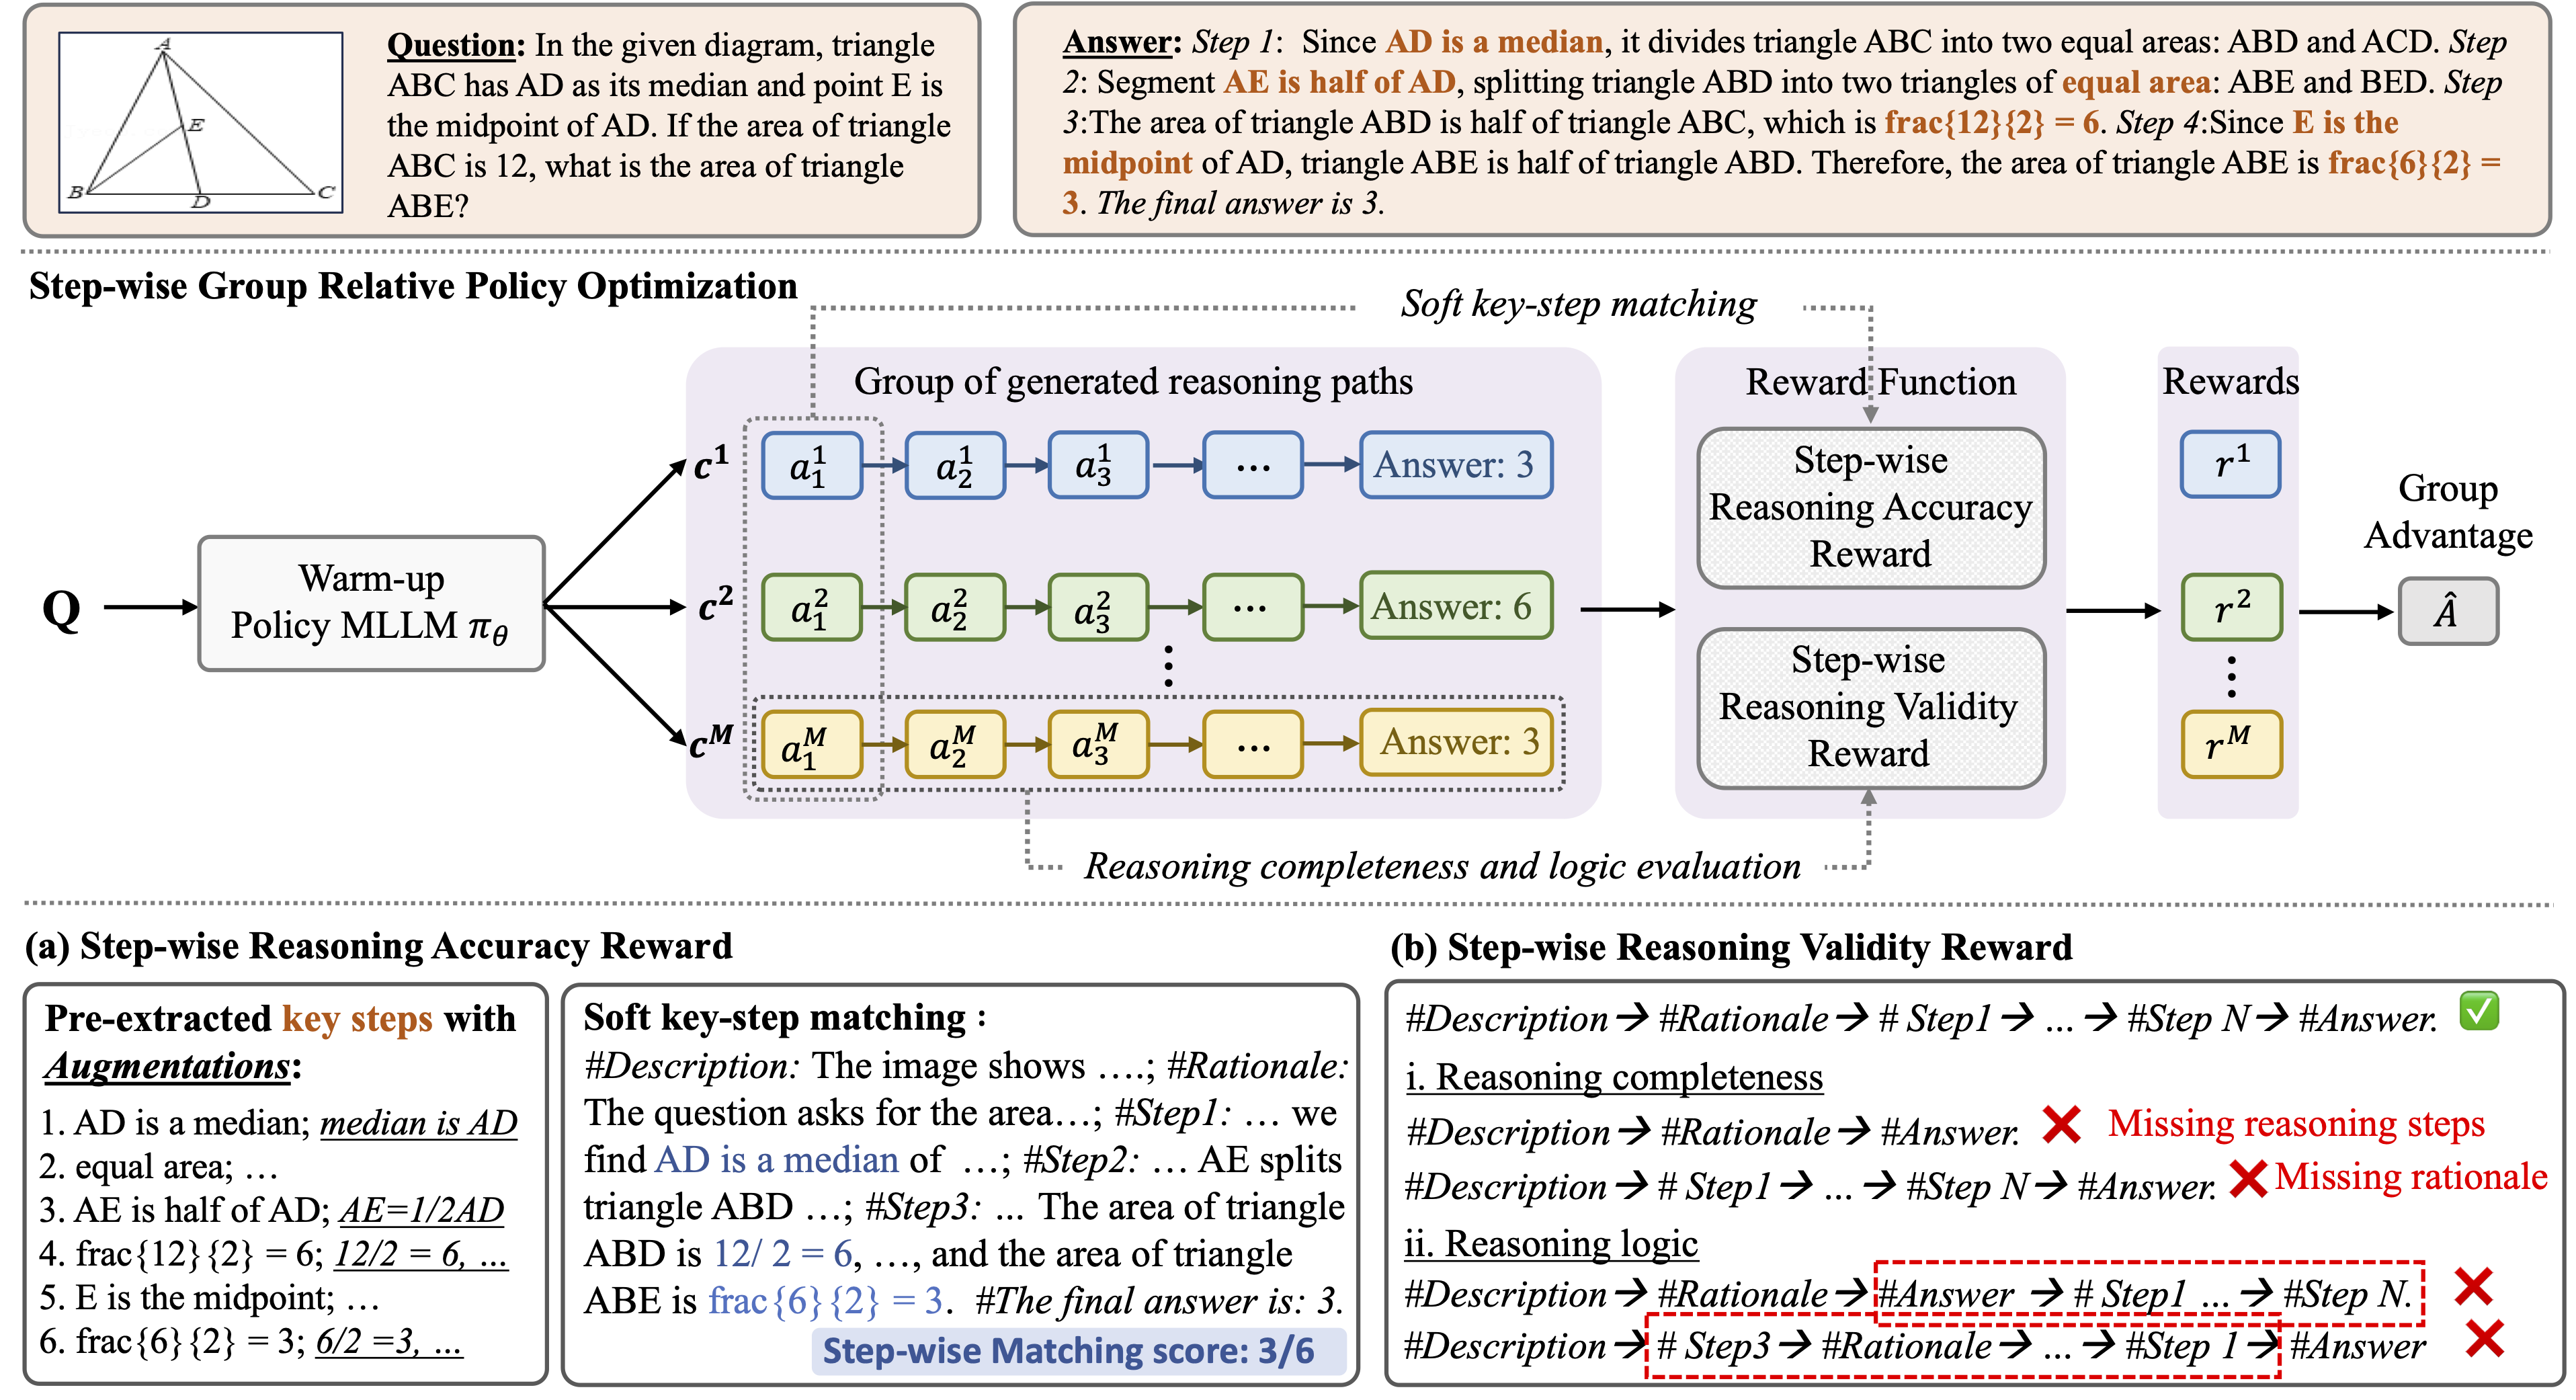 A
E
B
D
C
Question: In the given diagram, triangle
ABC has AD as its median and point E is
the midpoint of AD. If the area of triangle
ABC is 12, what is the area of triangle
ABE?
Answer: Step 1: Since AD is a median, it divides triangle ABC into two equal areas: ABD and ACD. Step
2: Segment AE is half of AD, splitting triangle ABD into two triangles of equal area: ABE and BED. Step
3:The area of triangle ABD is half of triangle ABC, which is frac{12}{2} = 6. Step 4:Since E is the
midpoint of AD, triangle ABE is half of triangle ABD. Therefore, the area of triangle ABE is frac{6}{2} =
3. The final answer is 3.
Step-wise Group Relative Policy Optimization
Soft key-step matching
Group of generated reasoning paths
Reward Function
Rewards
Q
Warm-up
Policy MLLM πθ
c¹ a₁¹ a₂¹ a₃¹ ... Answer: 3
c² a₁² a₂² a₃² ... Answer: 6
⋮
cᴹ a₁ᴹ a₂ᴹ a₃ᴹ ... Answer: 3
Step-wise
Reasoning Accuracy
Reward
Step-wise
Reasoning Validity
Reward
r¹
r²
⋮
rᴹ
Group
Advantage
Â
Reasoning completeness and logic evaluation
(a) Step-wise Reasoning Accuracy Reward
Pre-extracted key steps with
Augmentations:
1. AD is a median; median is AD
2. equal area; …
3. AE is half of AD; AE=1/2AD
4. frac{12}{2} = 6; 12/2 = 6, ...
5. E is the midpoint; …
6. frac{6}{2} = 3; 6/2 =3, ...
Soft key-step matching :
#Description: The image shows ….; #Rationale:
The question asks for the area…; #Step1: … we
find AD is a median of …; #Step2: … AE splits
triangle ABD …; #Step3: ... The area of triangle
ABD is 12/ 2 = 6, …, and the area of triangle
ABE is frac{6}{2} = 3. #The final answer is: 3.
Step-wise Matching score: 3/6
(b) Step-wise Reasoning Validity Reward
#Description → #Rationale → # Step1 → ... → #Step N → #Answer. ✅
i. Reasoning completeness
#Description → #Rationale → #Answer. ❌ Missing reasoning steps
#Description → # Step1 → ... → #Step N → #Answer. ❌ Missing rationale
ii. Reasoning logic
#Description → #Rationale → #Answer → # Step1 ... → #Step N. ❌
#Description → # Step3 → #Rationale → ... → #Step 1 → #Answer ❌